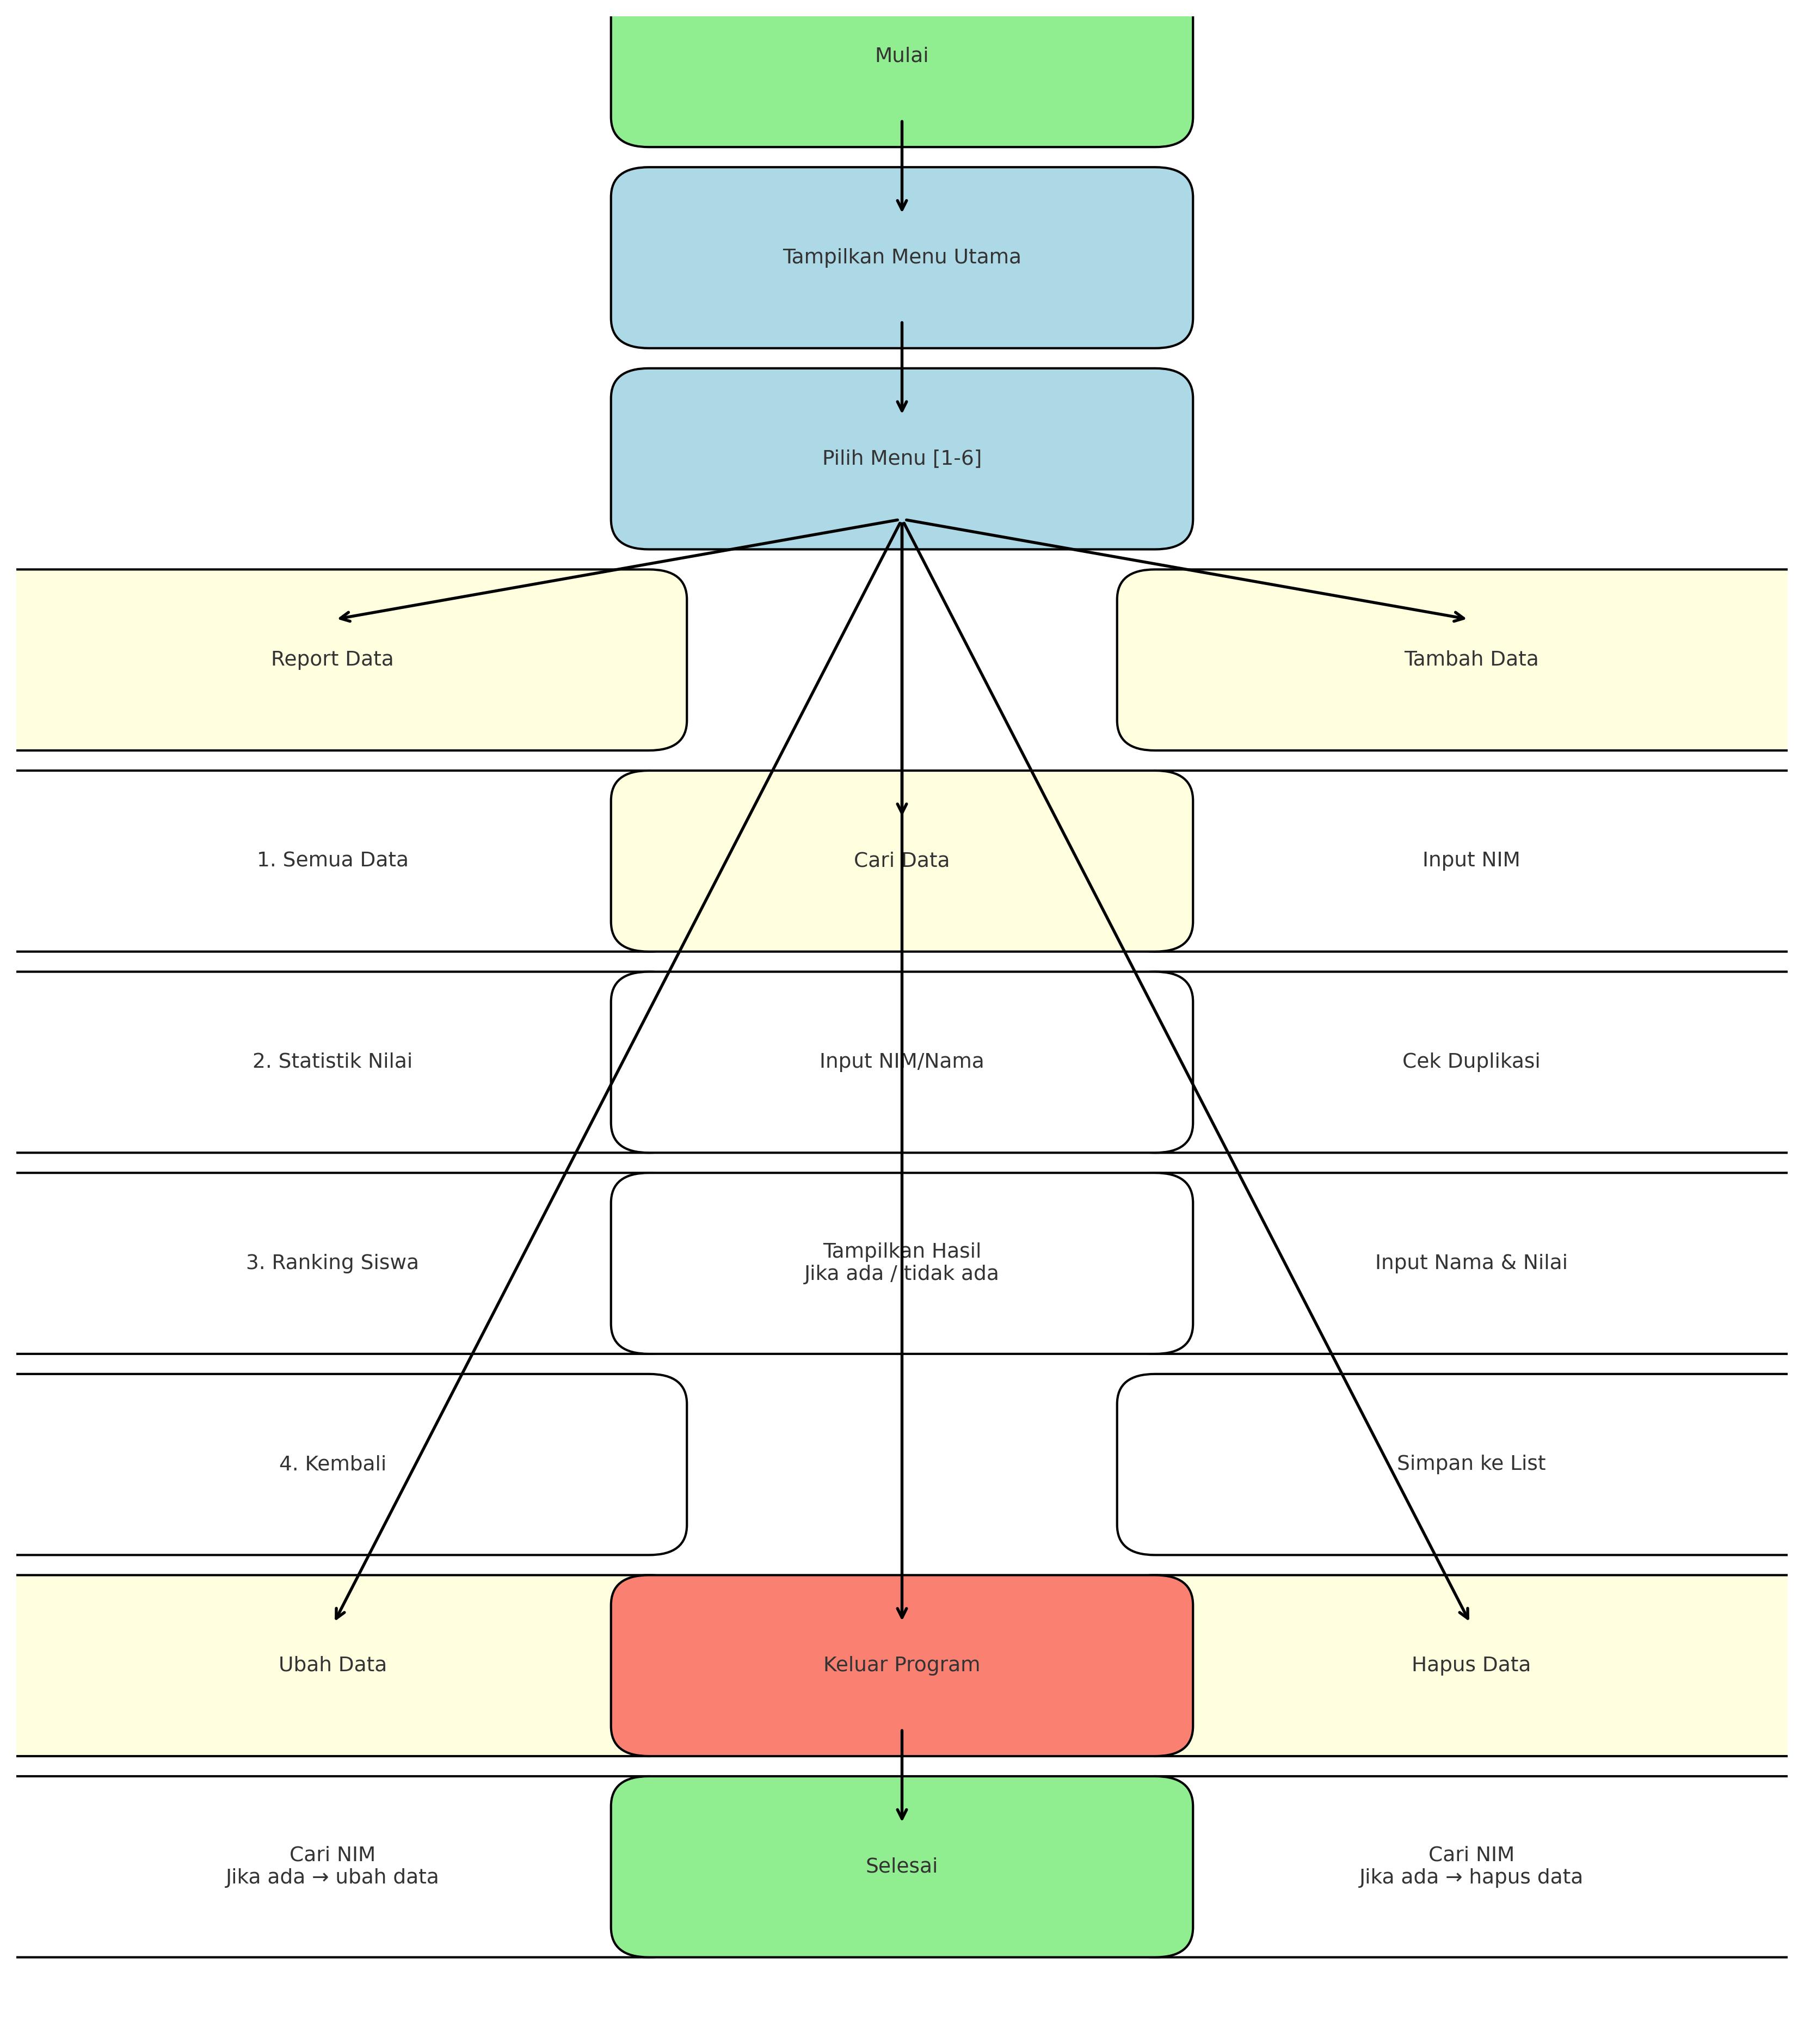 Mulai
Tampilkan Menu Utama
Pilih Menu [1-6]
Report Data
Tambah Data
1. Semua Data
Cari Data
Input NIM
2. Statistik Nilai
Input NIM/Nama
Cek Duplikasi
3. Ranking Siswa
Tampilkan Hasil
Jika ada / tidak ada
Input Nama & Nilai
4. Kembali
Simpan ke List
Ubah Data
Keluar Program
Hapus Data
Cari NIM
Jika ada → ubah data
Selesai
Cari NIM
Jika ada → hapus data